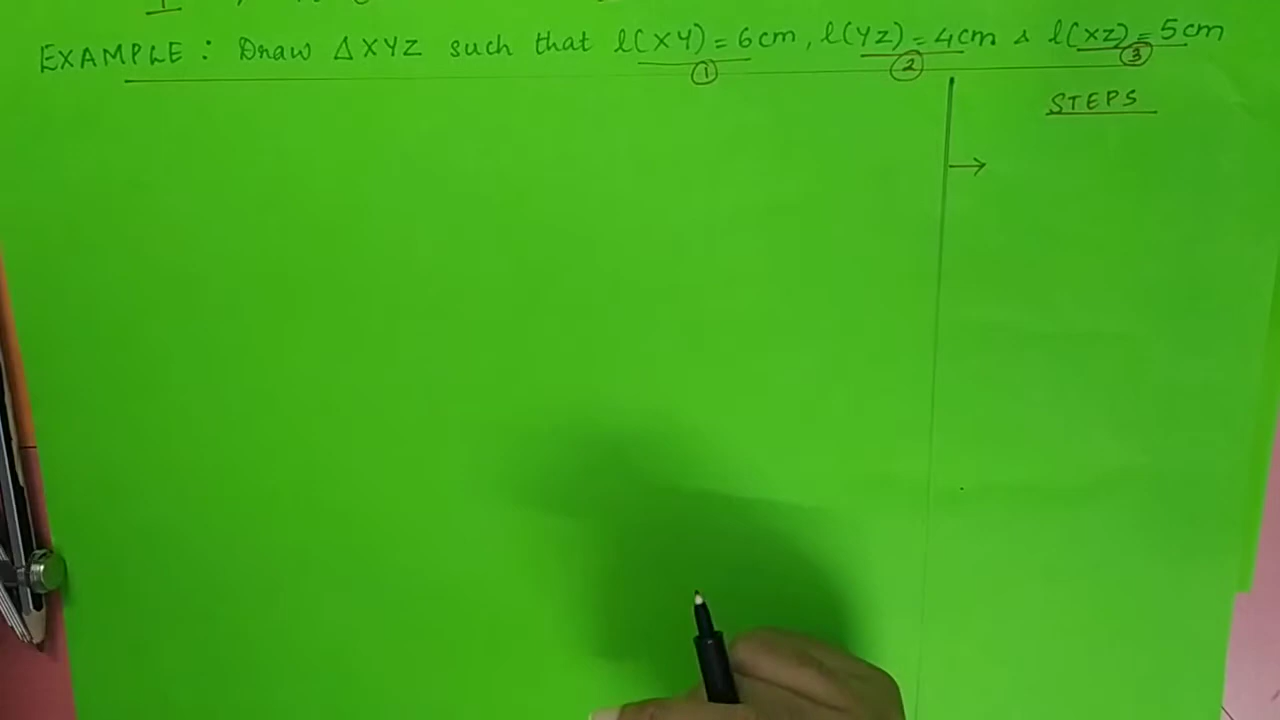 EXAMPLE : Draw △XYZ such that l(XY) = 6cm, l(YZ) = 4cm & l(XZ) = 5cm
① ② ③
STEPS
→